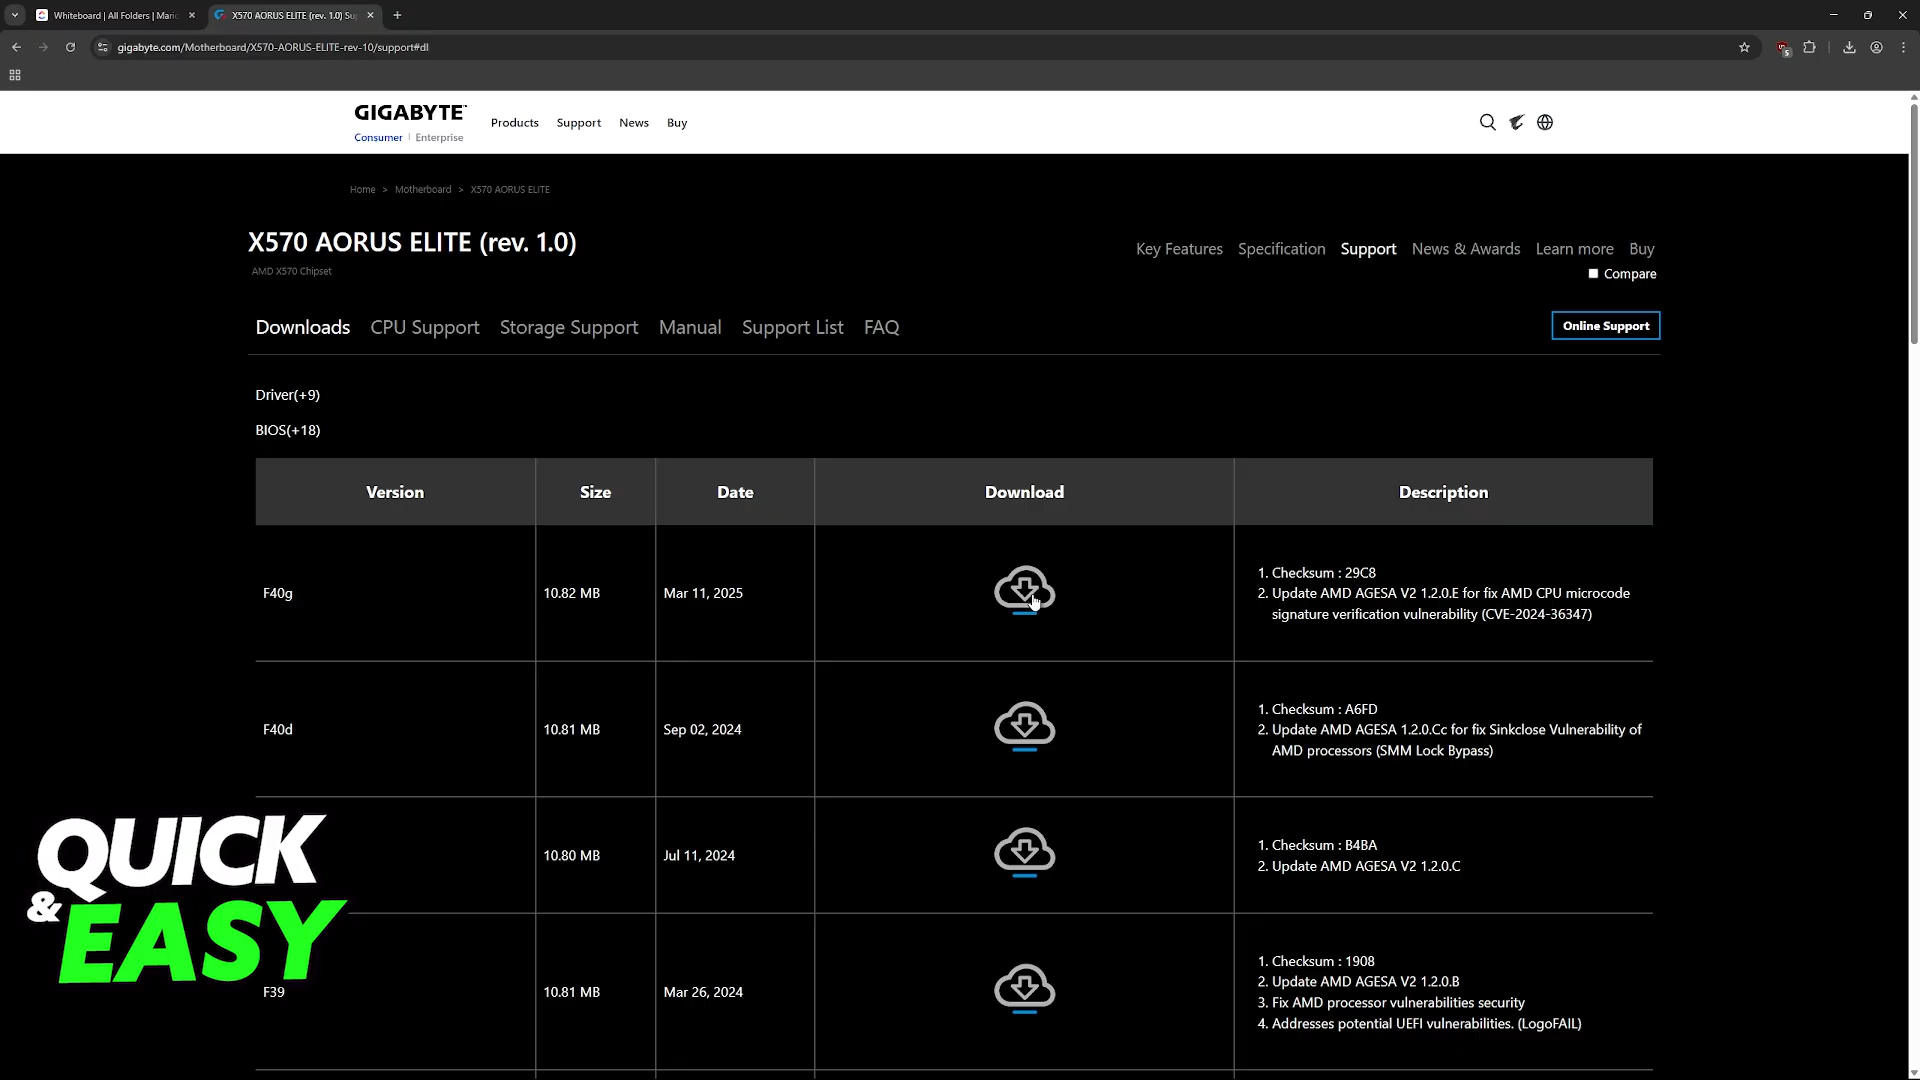 Whiteboard | All Folders | Maric
X570 AORUS ELITE (rev. 1.0) Su
gigabyte.com/Motherboard/X570-AORUS-ELITE-rev-10/support#dl
5
GIGABYTE™
Consumer | Enterprise
Products Support News Buy
Home > Motherboard > X570 AORUS ELITE
X570 AORUS ELITE (rev. 1.0)
AMD X570 Chipset
Key Features Specification Support News & Awards Learn more Buy
Compare
Downloads CPU Support Storage Support Manual Support List FAQ
Online Support
Driver(+9)
BIOS(+18)
Version Size Date Download Description
F40g 10.82 MB Mar 11, 2025
1. Checksum : 29C8
2. Update AMD AGESA V2 1.2.0.E for fix AMD CPU microcode
signature verification vulnerability (CVE-2024-36347)
F40d 10.81 MB Sep 02, 2024
1. Checksum : A6FD
2. Update AMD AGESA 1.2.0.Cc for fix Sinkclose Vulnerability of
AMD processors (SMM Lock Bypass)
10.80 MB Jul 11, 2024
1. Checksum : B4BA
2. Update AMD AGESA V2 1.2.0.C
F39 10.81 MB Mar 26, 2024
1. Checksum : 1908
2. Update AMD AGESA V2 1.2.0.B
3. Fix AMD processor vulnerabilities security
4. Addresses potential UEFI vulnerabilities. (LogoFAIL)
QUICK
&EASY